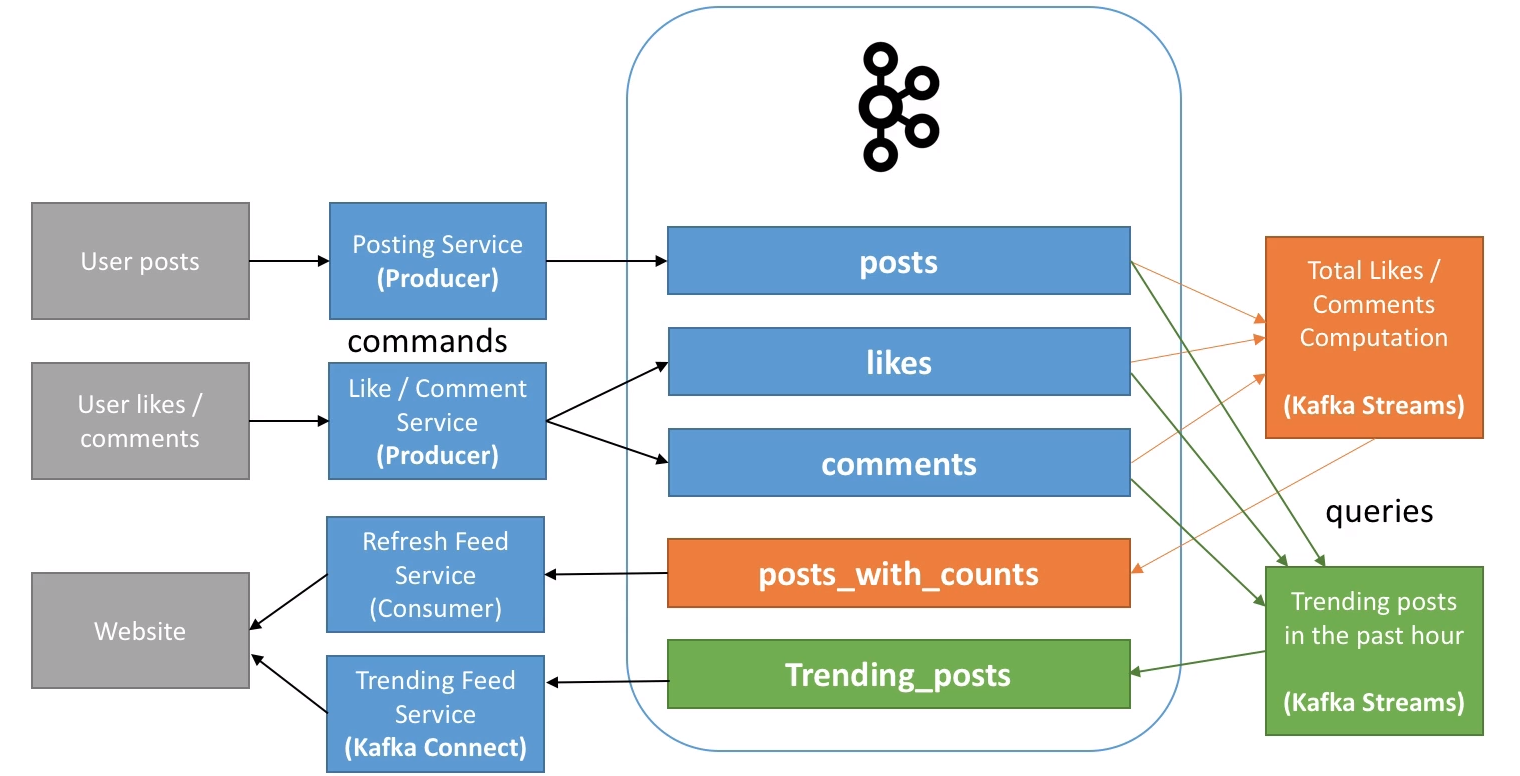 User posts
Posting Service
(Producer)
posts
Total Likes /
Comments
Computation
(Kafka Streams)
commands
User likes /
comments
Like / Comment
Service
(Producer)
likes
comments
queries
Website
Refresh Feed
Service
(Consumer)
posts_with_counts
Trending Feed
Service
(Kafka Connect)
Trending_posts
Trending posts
in the past hour
(Kafka Streams)